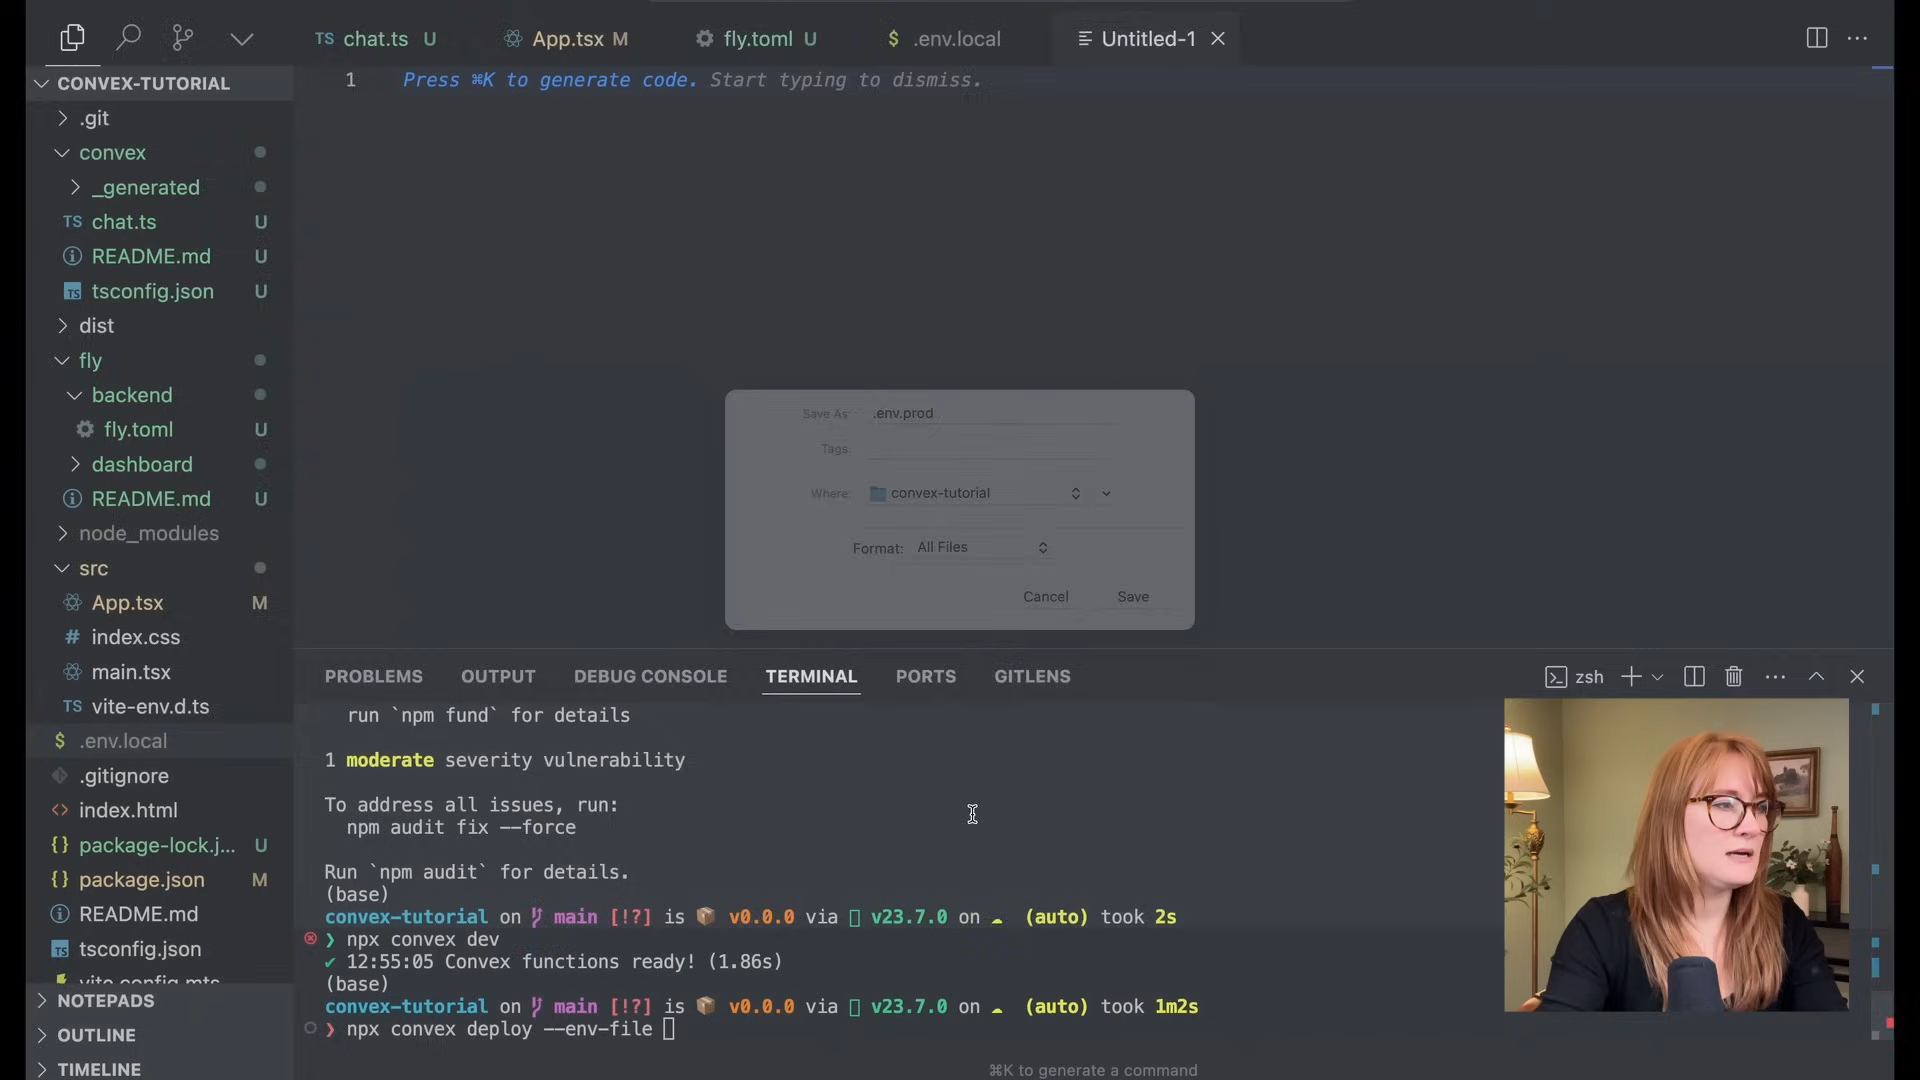 TS chat.ts U
App.tsx M
fly.toml U
$ .env.local
Untitled-1
CONVEX-TUTORIAL
.git
convex
_generated
TS chat.ts U
README.md U
TS tsconfig.json U
dist
fly
backend
fly.toml U
dashboard
README.md U
node_modules
src
App.tsx M
# index.css
main.tsx
TS vite-env.d.ts
$ .env.local
.gitignore
<> index.html
{} package-lock.j... U
{} package.json M
README.md
TS tsconfig.json
vite.config.mts
NOTEPADS
OUTLINE
TIMELINE
1 Press ⌘K to generate code. Start typing to dismiss.
Save As: .env.prod
Tags:
Where: convex-tutorial
Format: All Files
Cancel Save
PROBLEMS OUTPUT DEBUG CONSOLE TERMINAL PORTS GITLENS
zsh
run `npm fund` for details
1 moderate severity vulnerability
To address all issues, run:
npm audit fix --force
Run `npm audit` for details.
(base)
convex-tutorial on main [!?] is 📦 v0.0.0 via v23.7.0 on ☁ (auto) took 2s
❯ npx convex dev
✔ 12:55:05 Convex functions ready! (1.86s)
(base)
convex-tutorial on main [!?] is 📦 v0.0.0 via v23.7.0 on ☁ (auto) took 1m2s
❯ npx convex deploy --env-file
⌘K to generate a command